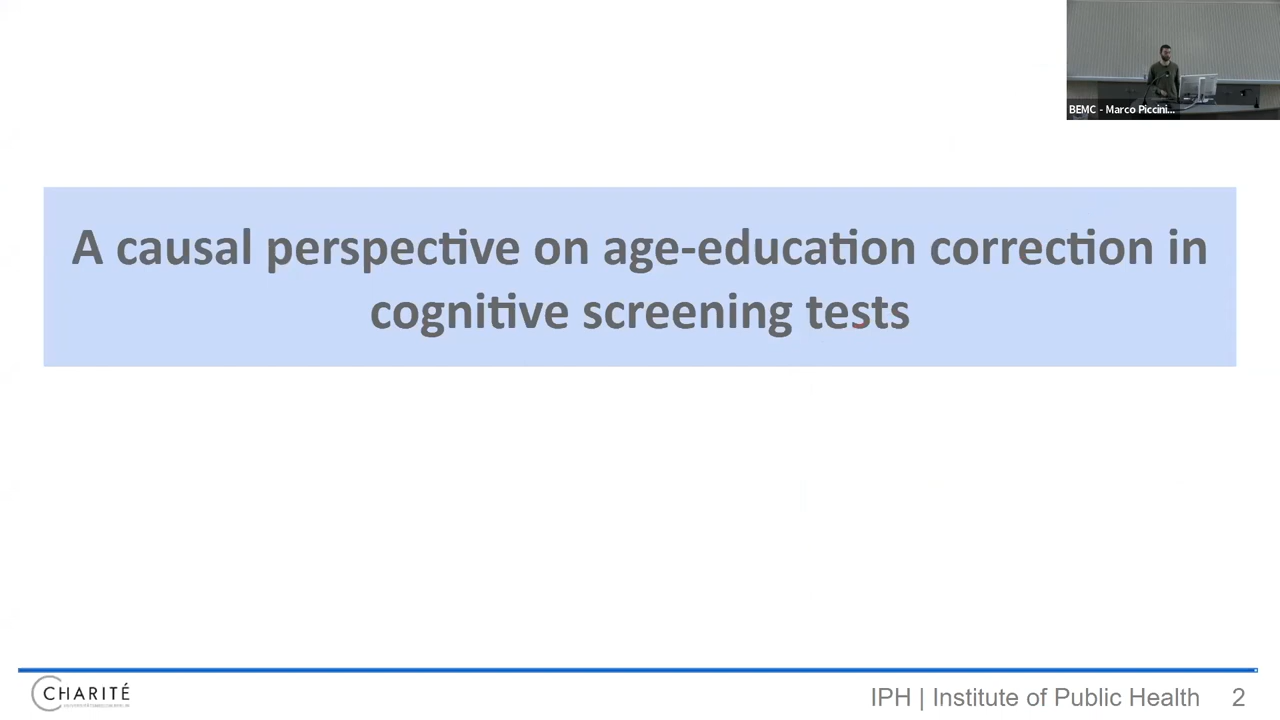 BEMC - Marco Piccini...
A causal perspective on age-education correction in
cognitive screening tests
CHARITÉ
IPH | Institute of Public Health 2